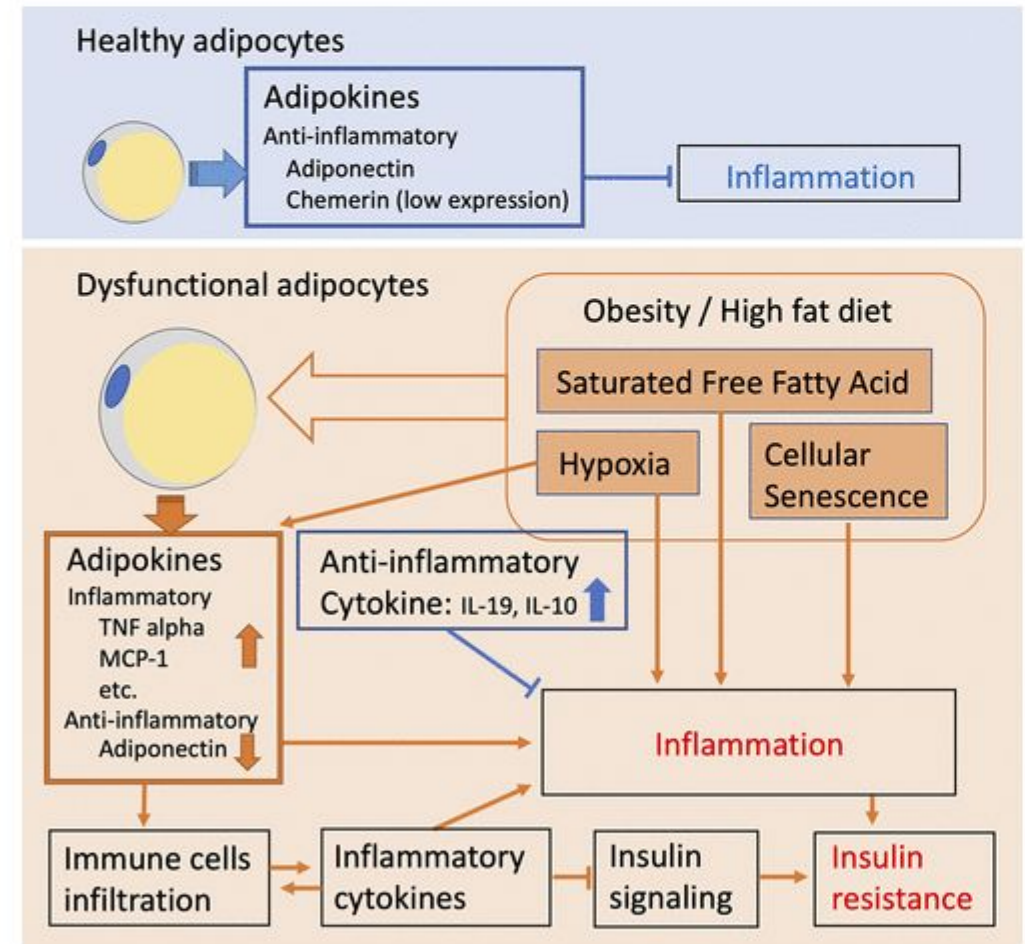 Healthy adipocytes
Adipokines
Anti-inflammatory
Adiponectin
Chemerin (low expression)
Inflammation
Dysfunctional adipocytes
Obesity / High fat diet
Saturated Free Fatty Acid
Hypoxia
Cellular
Senescence
Adipokines
Inflammatory
TNF alpha
MCP-1
etc.
Anti-inflammatory
Adiponectin
Anti-inflammatory
Cytokine: IL-19, IL-10
Inflammation
Immune cells
infiltration
Inflammatory
cytokines
Insulin
signaling
Insulin
resistance